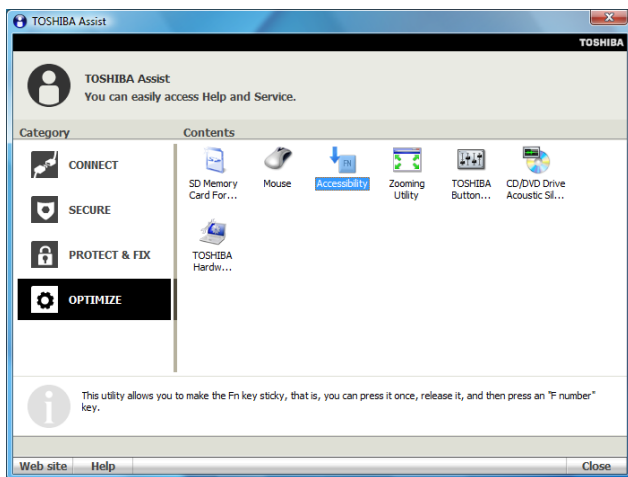 TOSHIBA Assist
TOSHIBA
TOSHIBA Assist
You can easily access Help and Service.
Category
Contents
CONNECT
SECURE
PROTECT & FIX
OPTIMIZE
SD Memory
Card For...
Mouse
Accessibility
FN
Zooming
Utility
TOSHIBA
Button...
CD/DVD Drive
Acoustic Sil...
TOSHIBA
Hardw...
This utility allows you to make the Fn key sticky, that is, you can press it once, release it, and then press an "F number"
key.
Web site
Help
Close